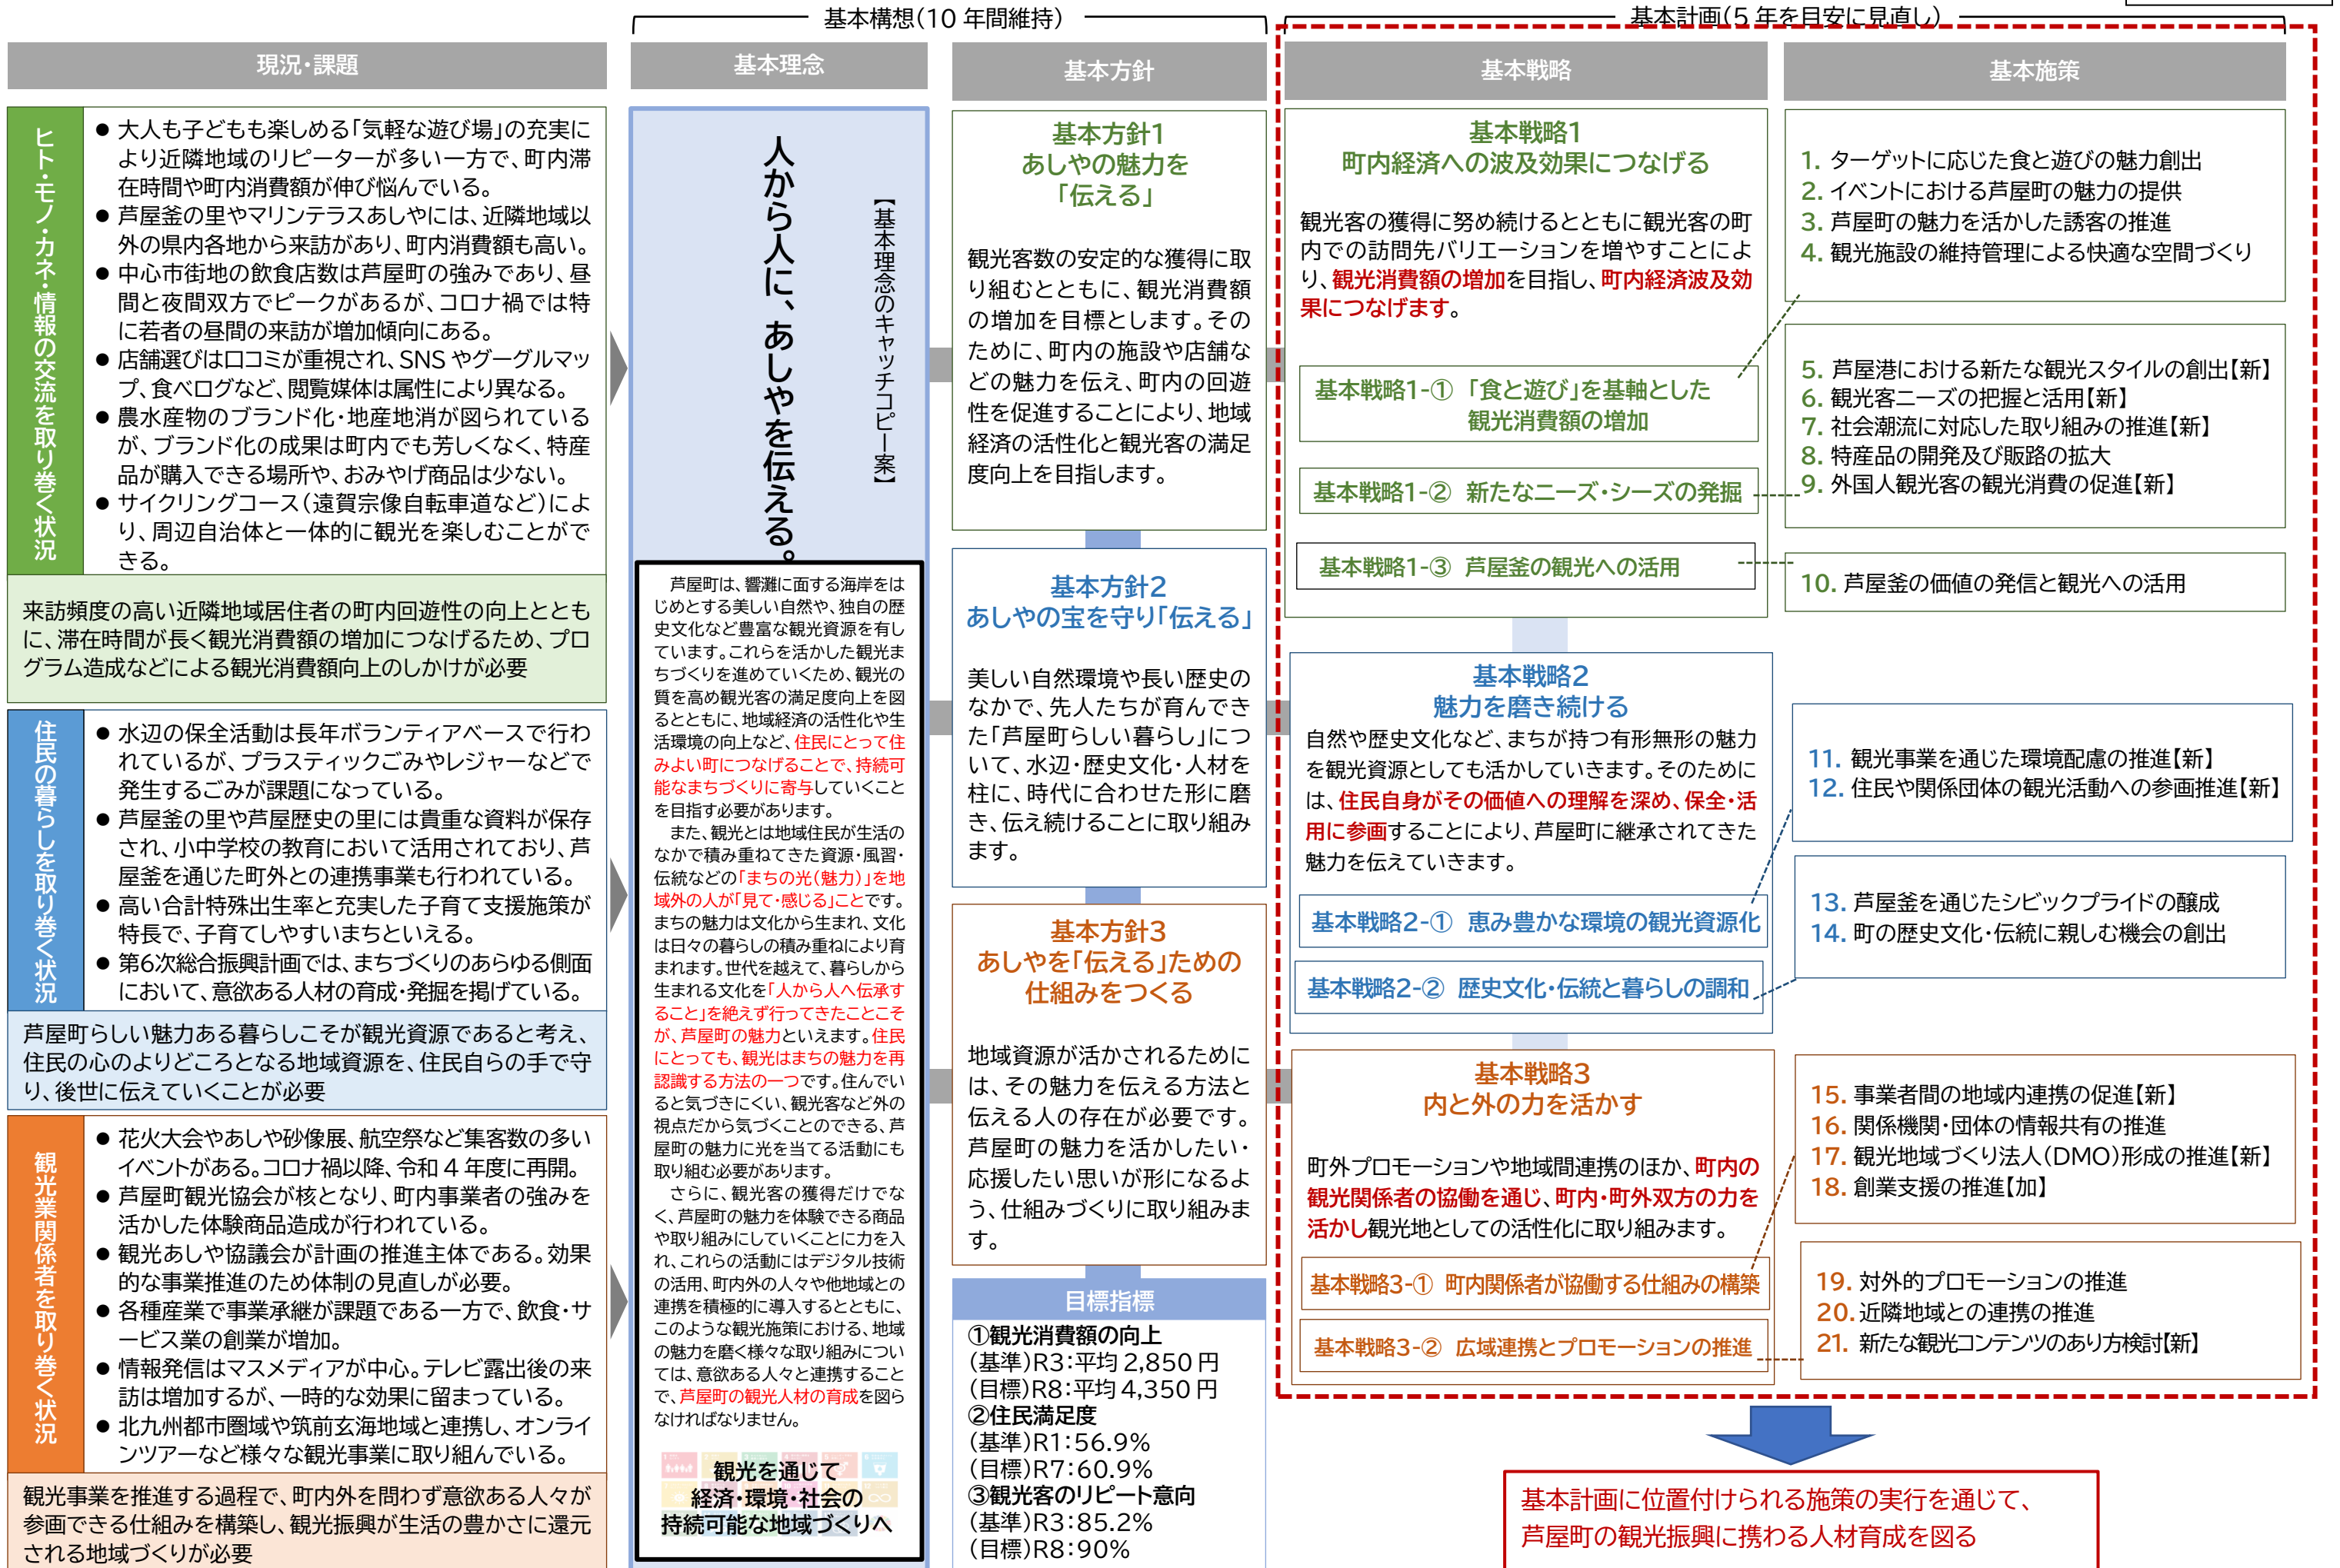 基本構想(10 年間維持)
基本計画(5 年を目安に見直し)
現況・課題
基本理念
基本方針
基本戦略
基本施策
ヒト・モノ・カネ・情報の交流を取り巻く状況
● 大人も子どもも楽しめる「気軽な遊び場」の充実に
より近隣地域のリピーターが多い一方で、町内滞
在時間や町内消費額が伸び悩んでいる。
● 芦屋釜の里やマリンテラスあしやには、近隣地域以
外の県内各地から来訪があり、町内消費額も高い。
● 中心市街地の飲食店数は芦屋町の強みであり、昼
間と夜間双方でピークがあるが、コロナ禍では特
に若者の昼間の来訪が増加傾向にある。
● 店舗選びは口コミが重視され、SNS やグーグルマッ
プ、食べログなど、閲覧媒体は属性により異なる。
● 農水産物のブランド化・地産地消が図られている
が、ブランド化の成果は町内でも芳しくなく、特産
品が購入できる場所や、おみやげ商品は少ない。
● サイクリングコース(遠賀宗像自転車道など)によ
り、周辺自治体と一体的に観光を楽しむことがで
きる。
来訪頻度の高い近隣地域居住者の町内回遊性の向上ととも
に、滞在時間が長く観光消費額の増加につなげるため、プロ
グラム造成などによる観光消費額向上のしかけが必要
住民の暮らしを取り巻く状況
● 水辺の保全活動は長年ボランティアベースで行わ
れているが、プラスティックごみやレジャーなどで
発生するごみが課題になっている。
● 芦屋釜の里や芦屋歴史の里には貴重な資料が保存
され、小中学校の教育において活用されており、芦
屋釜を通じた町外との連携事業も行われている。
● 高い合計特殊出生率と充実した子育て支援施策が
特長で、子育てしやすいまちといえる。
● 第6次総合振興計画では、まちづくりのあらゆる側面
において、意欲ある人材の育成・発掘を掲げている。
芦屋町らしい魅力ある暮らしこそが観光資源であると考え、
住民の心のよりどころとなる地域資源を、住民自らの手で守
り、後世に伝えていくことが必要
観光業関係者を取り巻く状況
● 花火大会やあしや砂像展、航空祭など集客数の多い
イベントがある。コロナ禍以降、令和 4 年度に再開。
● 芦屋町観光協会が核となり、町内事業者の強みを
活かした体験商品造成が行われている。
● 観光あしや協議会が計画の推進主体である。効果
的な事業推進のため体制の見直しが必要。
● 各種産業で事業承継が課題である一方で、飲食・サ
ービス業の創業が増加。
● 情報発信はマスメディアが中心。テレビ露出後の来
訪は増加するが、一時的な効果に留まっている。
● 北九州都市圏域や筑前玄海地域と連携し、オンライ
ンツアーなど様々な観光事業に取り組んでいる。
観光事業を推進する過程で、町内外を問わず意欲ある人々が
参画できる仕組みを構築し、観光振興が生活の豊かさに還元
される地域づくりが必要
【基本理念のキャッチコピー案】
人から人に、あしやを伝える。
芦屋町は、響灘に面する海岸をは
じめとする美しい自然や、独自の歴
史文化など豊富な観光資源を有し
ています。これらを活かした観光ま
ちづくりを進めていくため、観光の
質を高め観光客の満足度向上を図
るとともに、地域経済の活性化や生
活環境の向上など、住民にとって住
みよい町につなげることで、持続可
能なまちづくりに寄与していくこと
を目指す必要があります。
また、観光とは地域住民が生活の
なかで積み重ねてきた資源・風習・
伝統などの「まちの光(魅力)」を地
域外の人が「見て・感じる」ことです。
まちの魅力は文化から生まれ、文化
は日々の暮らしの積み重ねにより育
まれます。世代を越えて、暮らしから
生まれる文化を「人から人へ伝承す
ること」を絶えず行ってきたことこそ
が、芦屋町の魅力といえます。住民
にとっても、観光はまちの魅力を再
認識する方法の一つです。住んでい
ると気づきにくい、観光客など外の
視点だから気づくことのできる、芦
屋町の魅力に光を当てる活動にも
取り組む必要があります。
さらに、観光客の獲得だけでな
く、芦屋町の魅力を体験できる商品
や取り組みにしていくことに力を入
れ、これらの活動にはデジタル技術
の活用、町内外の人々や他地域との
連携を積極的に導入するとともに、
このような観光施策における、地域
の魅力を磨く様々な取り組みについ
ては、意欲ある人々と連携すること
で、芦屋町の観光人材の育成を図ら
なければなりません。
観光を通じて
経済・環境・社会の
持続可能な地域づくりへ
基本方針1
あしやの魅力を
「伝える」
観光客数の安定的な獲得に取
り組むとともに、観光消費額
の増加を目標とします。その
ために、町内の施設や店舗な
どの魅力を伝え、町内の回遊
性を促進することにより、地域
経済の活性化と観光客の満足
度向上を目指します。
基本方針2
あしやの宝を守り「伝える」
美しい自然環境や長い歴史の
なかで、先人たちが育んでき
た「芦屋町らしい暮らし」につ
いて、水辺・歴史文化・人材を
柱に、時代に合わせた形に磨
き、伝え続けることに取り組み
ます。
基本方針3
あしやを「伝える」ための
仕組みをつくる
地域資源が活かされるために
は、その魅力を伝える方法と
伝える人の存在が必要です。
芦屋町の魅力を活かしたい・
応援したい思いが形になるよ
う、仕組みづくりに取り組みま
す。
目標指標
①観光消費額の向上
(基準)R3:平均 2,850 円
(目標)R8:平均 4,350 円
②住民満足度
(基準)R1:56.9%
(目標)R7:60.9%
③観光客のリピート意向
(基準)R3:85.2%
(目標)R8:90%
基本戦略1
町内経済への波及効果につなげる
観光客の獲得に努め続けるとともに観光客の町
内での訪問先バリエーションを増やすことによ
り、観光消費額の増加を目指し、町内経済波及効
果につなげます。
基本戦略1-① 「食と遊び」を基軸とした
観光消費額の増加
基本戦略1-② 新たなニーズ・シーズの発掘
基本戦略1-③ 芦屋釜の観光への活用
基本戦略2
魅力を磨き続ける
自然や歴史文化など、まちが持つ有形無形の魅力
を観光資源としても活かしていきます。そのために
は、住民自身がその価値への理解を深め、保全・活
用に参画することにより、芦屋町に継承されてきた
魅力を伝えていきます。
基本戦略2-① 恵み豊かな環境の観光資源化
基本戦略2-② 歴史文化・伝統と暮らしの調和
基本戦略3
内と外の力を活かす
町外プロモーションや地域間連携のほか、町内の
観光関係者の協働を通じ、町内・町外双方の力を
活かし観光地としての活性化に取り組みます。
基本戦略3-① 町内関係者が協働する仕組みの構築
基本戦略3-② 広域連携とプロモーションの推進
1. ターゲットに応じた食と遊びの魅力創出
2. イベントにおける芦屋町の魅力の提供
3. 芦屋町の魅力を活かした誘客の推進
4. 観光施設の維持管理による快適な空間づくり
5. 芦屋港における新たな観光スタイルの創出【新】
6. 観光客ニーズの把握と活用【新】
7. 社会潮流に対応した取り組みの推進【新】
8. 特産品の開発及び販路の拡大
9. 外国人観光客の観光消費の促進【新】
10. 芦屋釜の価値の発信と観光への活用
11. 観光事業を通じた環境配慮の推進【新】
12. 住民や関係団体の観光活動への参画推進【新】
13. 芦屋釜を通じたシビックプライドの醸成
14. 町の歴史文化・伝統に親しむ機会の創出
15. 事業者間の地域内連携の促進【新】
16. 関係機関・団体の情報共有の推進
17. 観光地域づくり法人(DMO)形成の推進【新】
18. 創業支援の推進【加】
19. 対外的プロモーションの推進
20. 近隣地域との連携の推進
21. 新たな観光コンテンツのあり方検討【新】
基本計画に位置付けられる施策の実行を通じて、
芦屋町の観光振興に携わる人材育成を図る